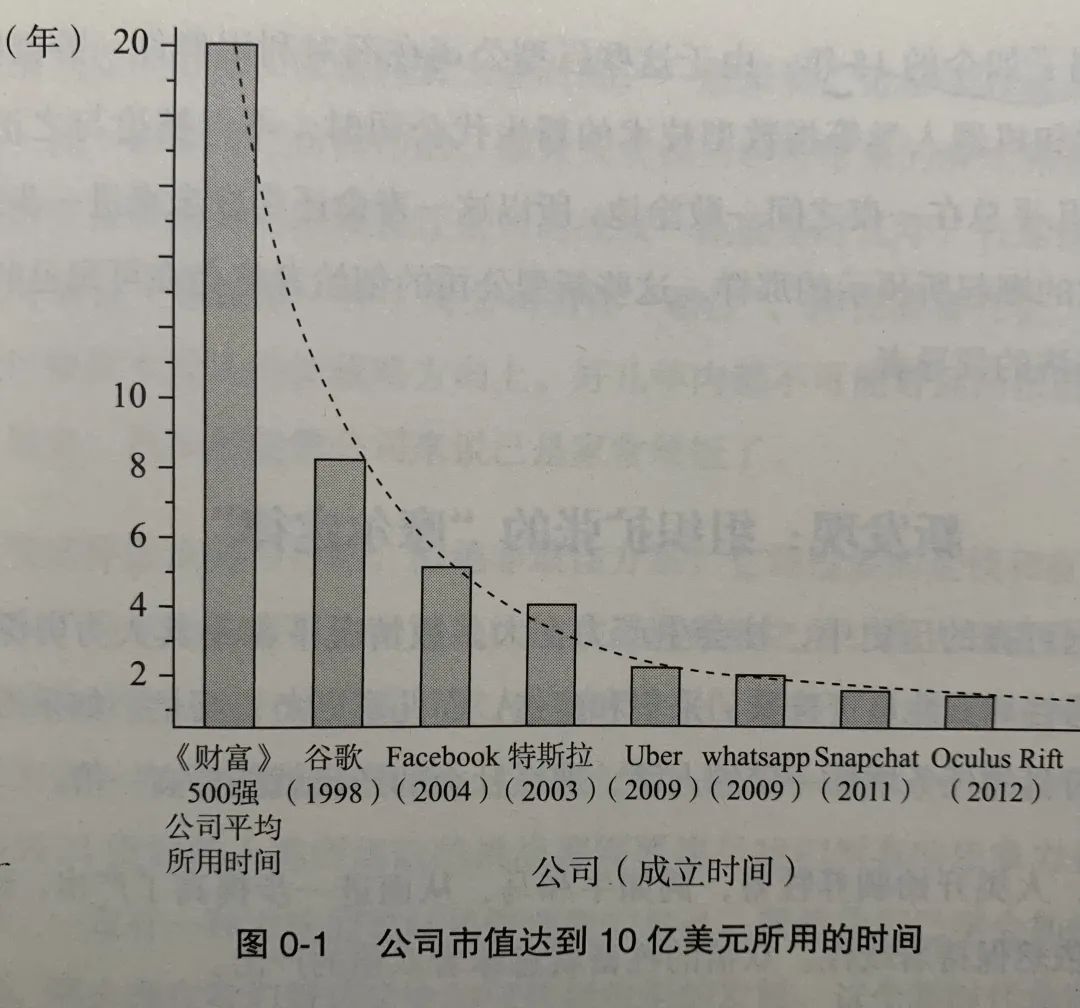 （年） 20
10
8
6
4
2
《财富》 谷歌 Facebook 特斯拉 Uber whatsapp Snapchat Oculus Rift
500强 （1998）（2004）（2003）（2009）（2009）（2011） （2012）
公司平均
所用时间
公司（成立时间）
图 0-1 公司市值达到 10 亿美元所用的时间